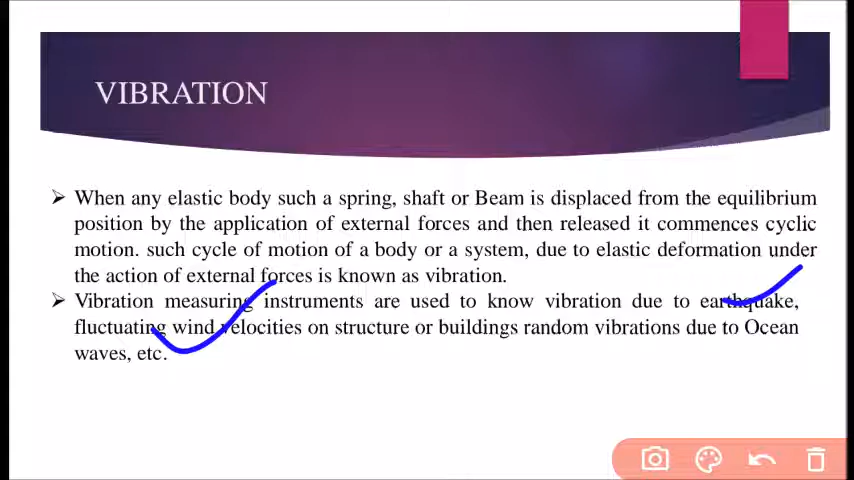 VIBRATION
➢ When any elastic body such a spring, shaft or Beam is displaced from the equilibrium
position by the application of external forces and then released it commences cyclic
motion. such cycle of motion of a body or a system, due to elastic deformation under
the action of external forces is known as vibration.
➢ Vibration measuring instruments are used to know vibration due to earthquake,
fluctuating wind velocities on structure or buildings random vibrations due to Ocean
waves, etc.